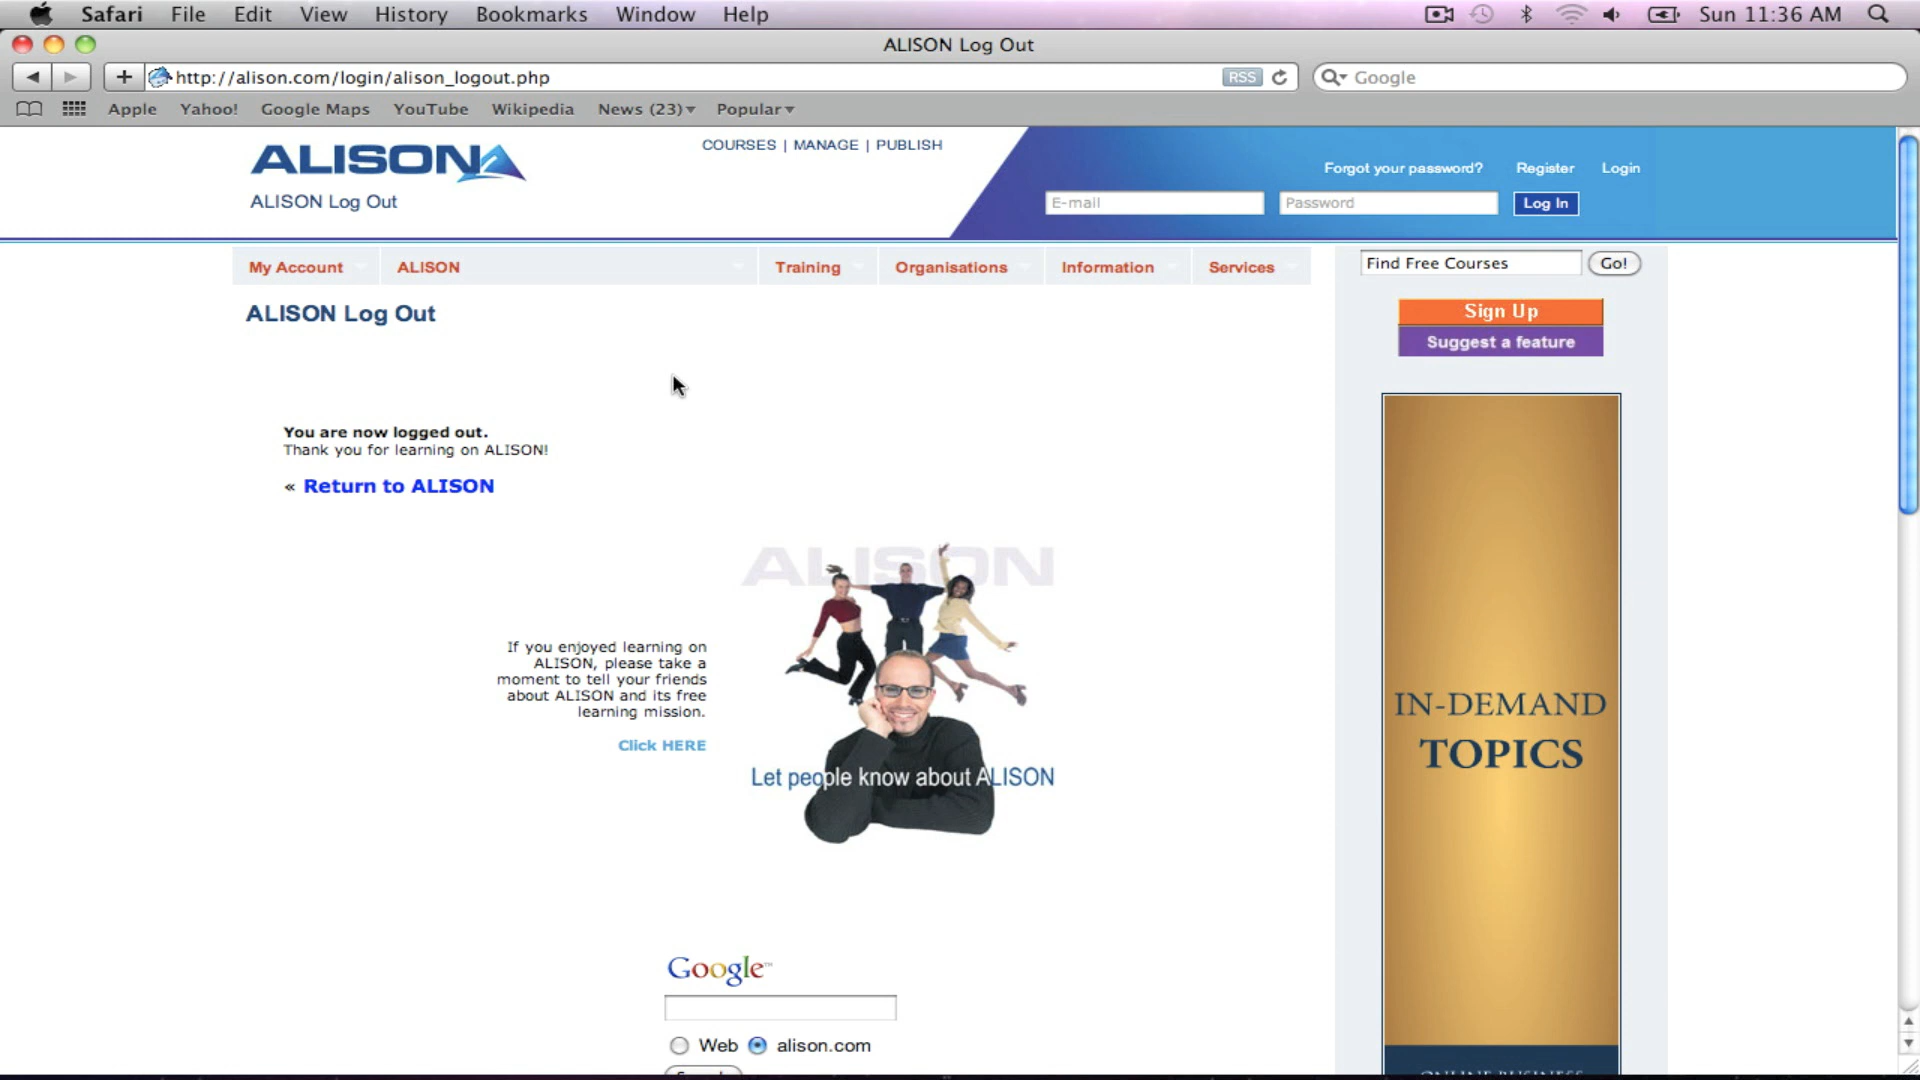 Safari File Edit View History Bookmarks Window Help Sun 11:36 AM
ALISON Log Out
http://alison.com/login/alison_logout.php RSS Google
Apple Yahoo! Google Maps YouTube Wikipedia News (23) Popular
ALISON
COURSES | MANAGE | PUBLISH
Forgot your password? Register Login
ALISON Log Out
E-mail Password Log In
My Account ALISON Training Organisations Information Services
Find Free Courses Go!
ALISON Log Out
Sign Up
Suggest a feature
You are now logged out.
Thank you for learning on ALISON!
« Return to ALISON
ALISON
If you enjoyed learning on
ALISON, please take a
moment to tell your friends
about ALISON and its free
learning mission.
Click HERE
Let people know about ALISON
IN-DEMAND
TOPICS
Google™
Web alison.com